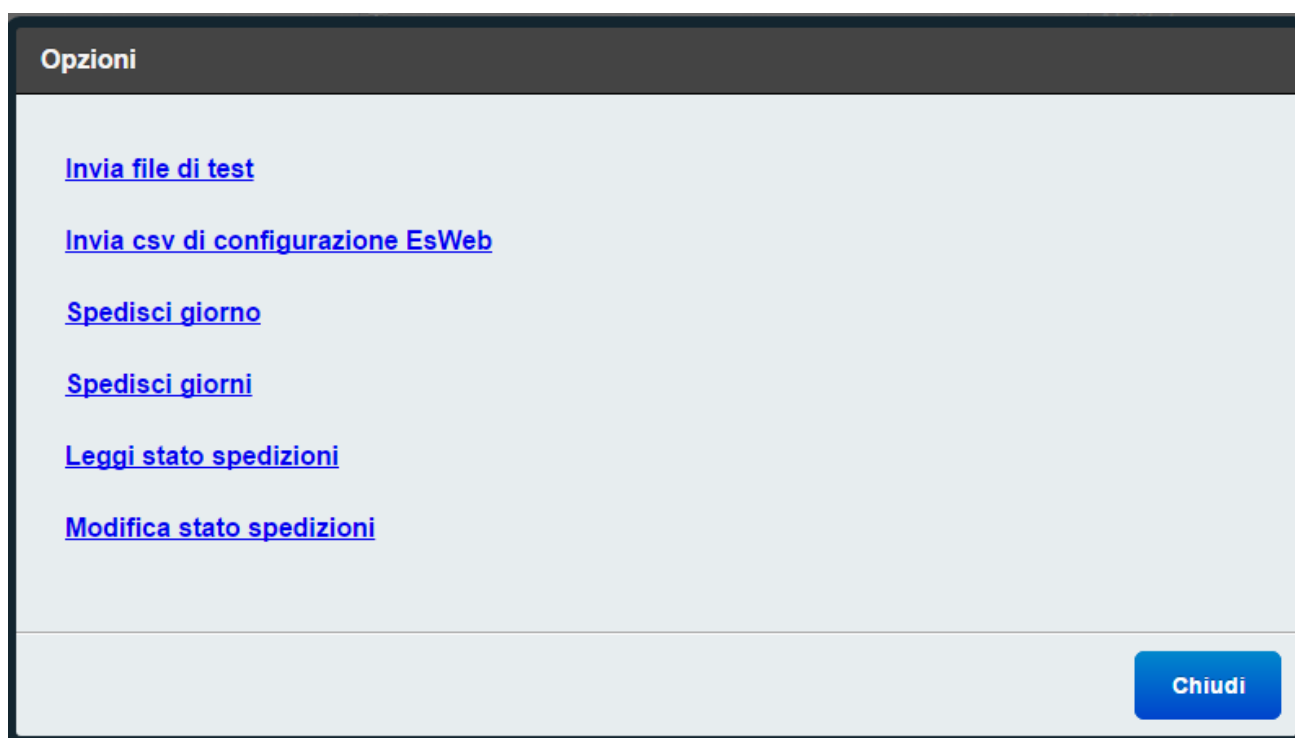 Opzioni
Invia file di test
Invia csv di configurazione EsWeb
Spedisci giorno
Spedisci giorni
Leggi stato spedizioni
Modifica stato spedizioni
Chiudi